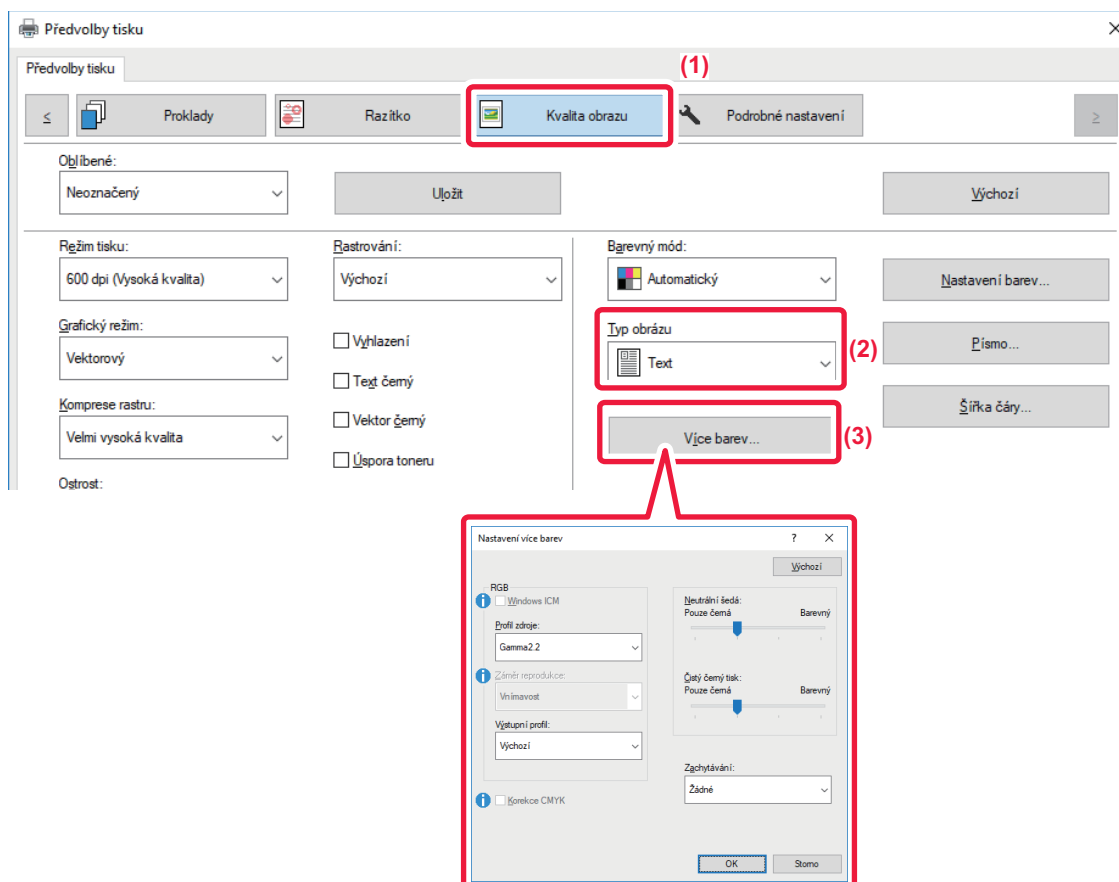 Předvolby tisku
Předvolby tisku
(1)
<
Proklady
Razítko
Kvalita obrazu
Podrobné nastavení
>
Oblíbené:
Neoznačený
Uložit
Výchozí
Režim tisku:
600 dpi (Vysoká kvalita)
Rastrování:
Výchozí
Barevný mód:
Automatický
Nastavení barev...
Grafický režim:
Vektorový
Vyhlazení
Typ obrázu
Text
(2)
Písmo...
Text černý
Komprese rastru:
Velmi vysoká kvalita
Vektor černý
Více barev...
(3)
Šířka čáry...
Úspora toneru
Ostrost:
Nastavení více barev
?
Výchozí
RGB
Windows ICM
Profil zdroje:
Gamma2.2
Záměr reprodukce:
Vnímavost
Výstupní profil:
Výchozí
Korekce CMYK
Neutrální šedá:
Pouze černá Barevný
Čistý černý tisk:
Pouze černá Barevný
Zachytávání:
Žádné
OK
Storno